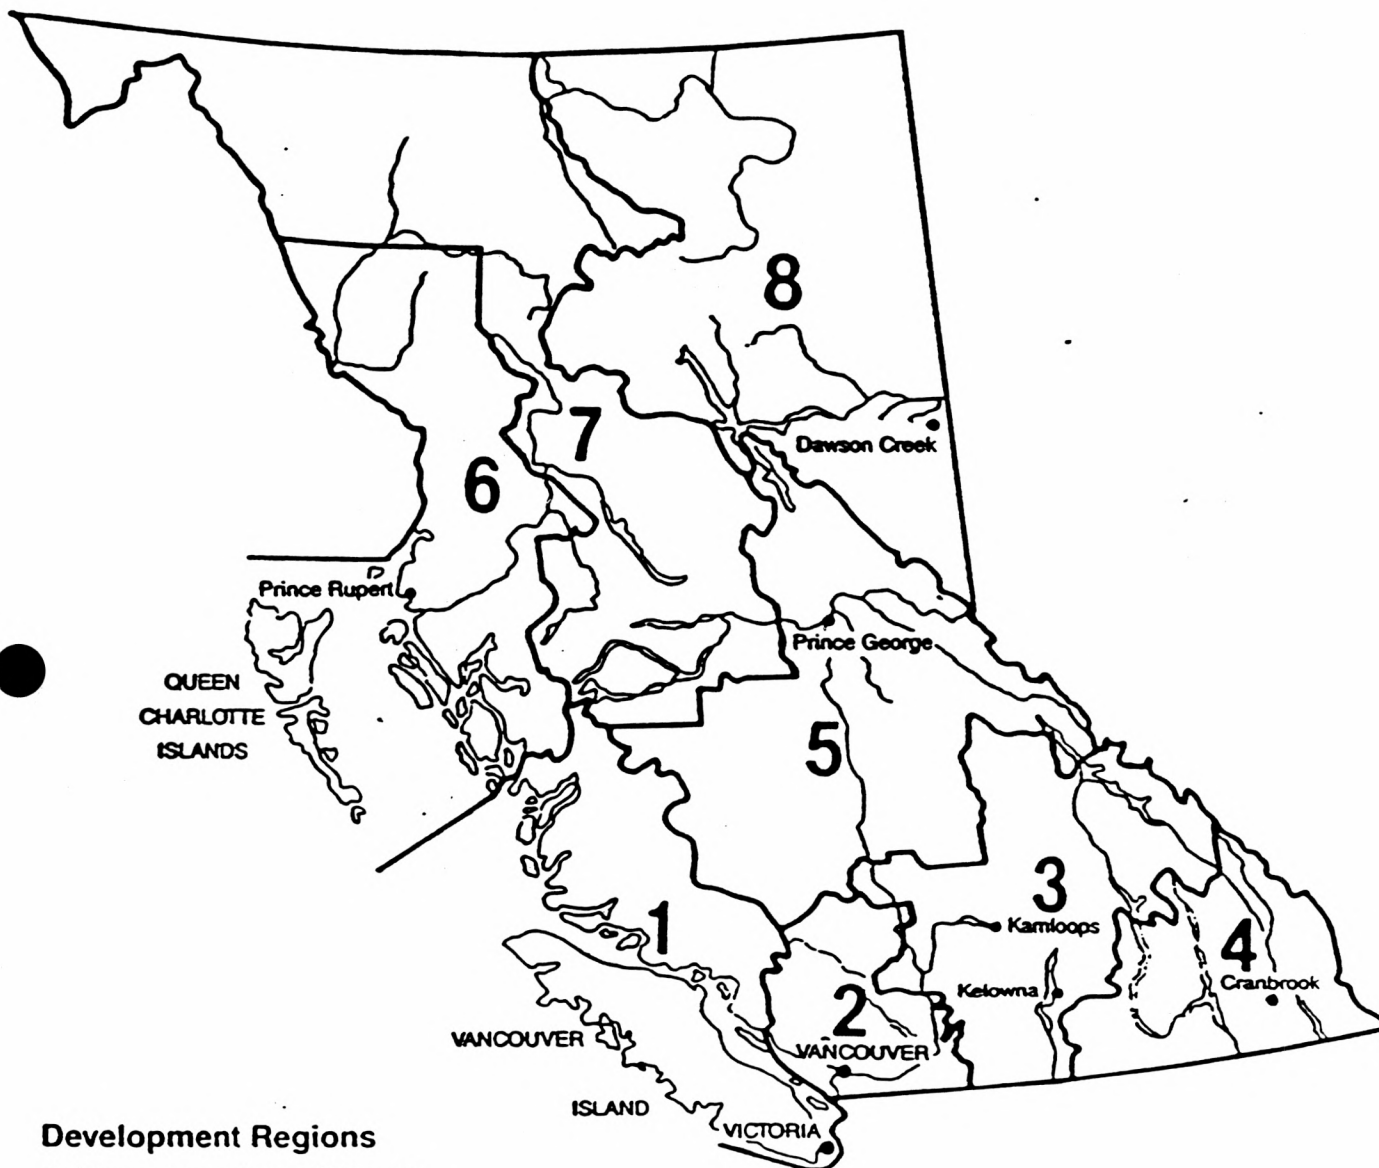 8
Dawson Creek
7
6
Prince Rupert
Prince George
QUEEN
CHARLOTTE
ISLANDS
5
3
Kamloops
1
4
Cranbrook
Kelowna
2
VANCOUVER
VANCOUVER
ISLAND
VICTORIA
Development Regions